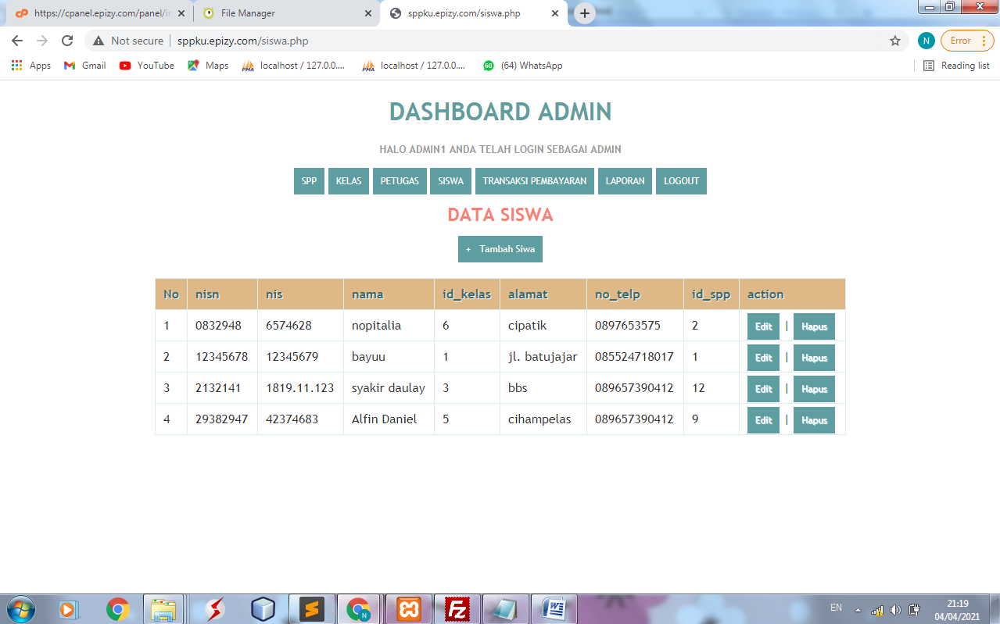 https://cpanel.epizy.com/panel/in File Manager sppku.epizy.com/siswa.php
Not secure sppku.epizy.com/siswa.php N Error
Apps Gmail YouTube Maps localhost / 127.0.0.... localhost / 127.0.0.... 60 (64) WhatsApp Reading list
DASHBOARD ADMIN
HALO ADMIN1 ANDA TELAH LOGIN SEBAGAI ADMIN
SPP KELAS PETUGAS SISWA TRANSAKSI PEMBAYARAN LAPORAN LOGOUT
DATA SISWA
+ Tambah Siwa
No nisn nis nama id_kelas alamat no_telp id_spp action
1 0832948 6574628 nopitalia 6 cipatik 0897653575 2 Edit | Hapus
2 12345678 12345679 bayuu 1 jl. batujajar 085524718017 1 Edit | Hapus
3 2132141 1819.11.123 syakir daulay 3 bbs 089657390412 12 Edit | Hapus
4 29382947 42374683 Alfin Daniel 5 cihampelas 089657390412 9 Edit | Hapus
EN 21:19
04/04/2021